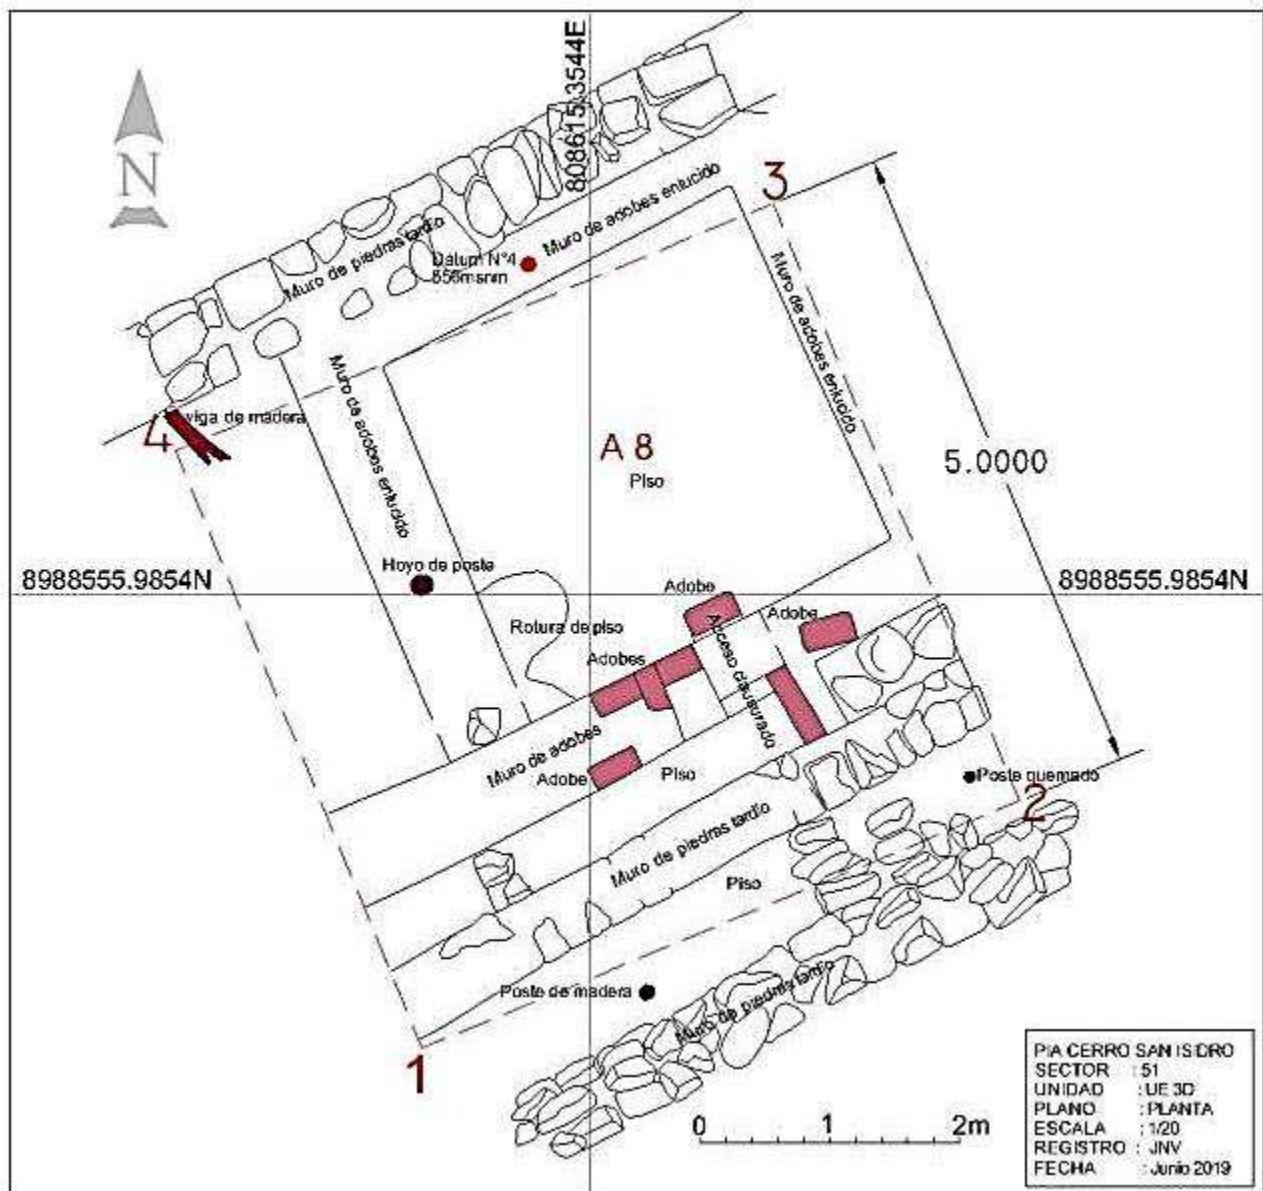 808615.3544E
N
3
Muro de adobes enlucido
Muro de piedras tardio
Datum N°4
556msnm
Muro de adobes enlucido
Muro de adobes enlucido
viga de madera
4
A 8
Piso
5.0000
Hoyo de poste
8988555.9854N
8988555.9854N
Adobe
Adobe
Rotura de piso
Acceso clausurado
Adobes
Muro de adobes
Adobe
Piso
Poste quemado
2
Muro de piedras tardio
Piso
Poste de madera
Muro de piedras tardio
1
0 1 2m
PIA CERRO SAN ISIDRO
SECTOR : 51
UNIDAD : UE 3D
PLANO : PLANTA
ESCALA : 1/20
REGISTRO : JNV
FECHA : Junio 2019